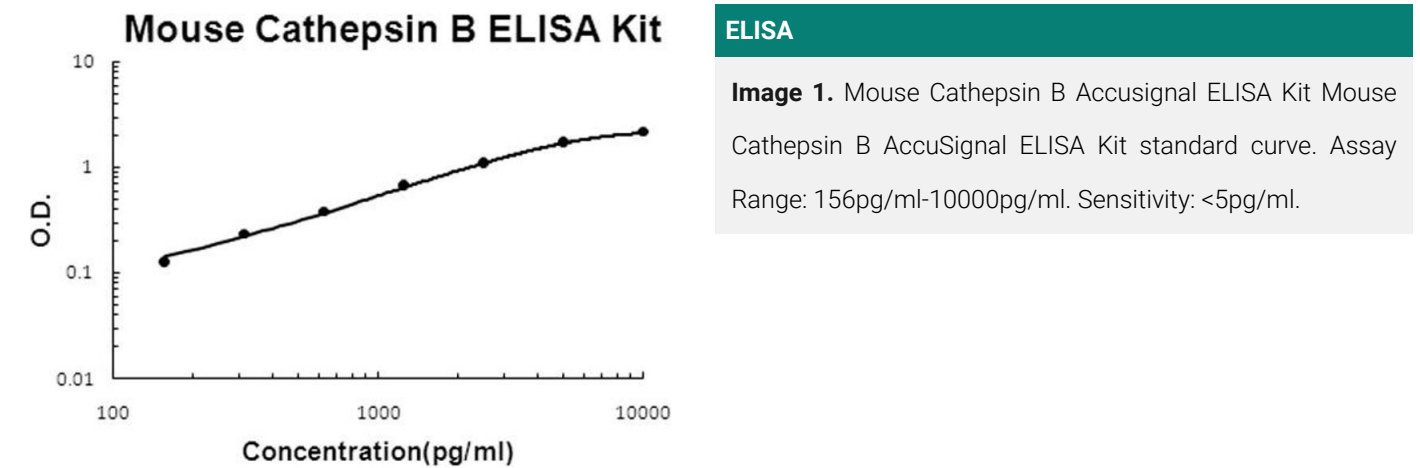 Mouse Cathepsin B ELISA Kit
10
1
0.1
0.01
O.D.
100 1000 10000
Concentration(pg/ml)
ELISA
Image 1. Mouse Cathepsin B Accusignal ELISA Kit Mouse
Cathepsin B AccuSignal ELISA Kit standard curve. Assay
Range: 156pg/ml-10000pg/ml. Sensitivity: <5pg/ml.